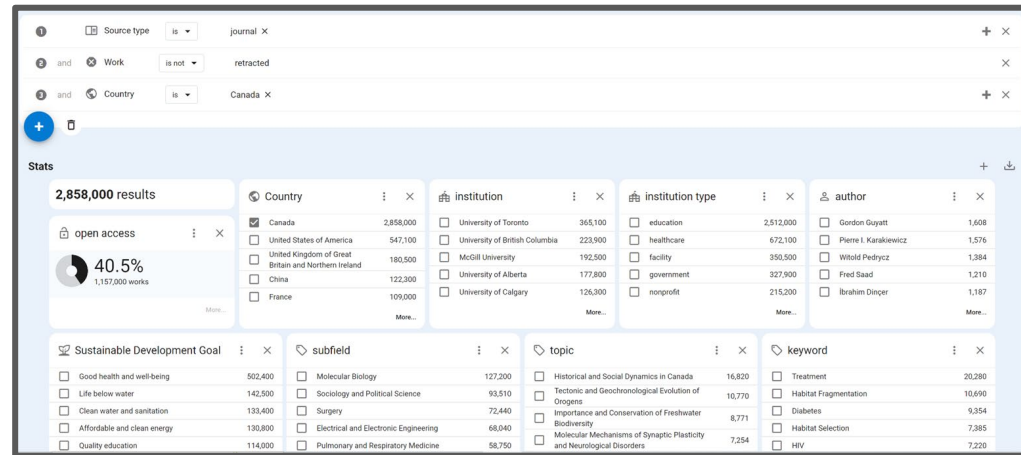 1 Source type is journal ×
2 and Work is not retracted
3 and Country is Canada ×
Stats
2,858,000 results
open access
40.5%
1,157,000 works
More...
Country
Canada 2,858,000
United States of America 547,100
United Kingdom of Great
Britain and Northern Ireland 180,500
China 122,300
France 109,000
More...
institution
University of Toronto 365,100
University of British Columbia 223,900
McGill University 192,500
University of Alberta 177,800
University of Calgary 126,300
More...
institution type
education 2,512,000
healthcare 672,100
facility 350,500
government 327,900
nonprofit 215,200
More...
author
Gordon Guyatt 1,608
Pierre I. Karakiewicz 1,576
Witold Pedrycz 1,384
Fred Saad 1,210
İbrahim Dinçer 1,187
More...
Sustainable Development Goal
Good health and well-being 502,400
Life below water 142,500
Clean water and sanitation 133,400
Affordable and clean energy 130,800
Quality education 114,000
subfield
Molecular Biology 127,200
Sociology and Political Science 93,510
Surgery 72,440
Electrical and Electronic Engineering 68,040
Pulmonary and Respiratory Medicine 58,750
topic
Historical and Social Dynamics in Canada 16,820
Tectonic and Geochronological Evolution of
Orogens 10,770
Importance and Conservation of Freshwater
Biodiversity 8,771
Molecular Mechanisms of Synaptic Plasticity
and Neurological Disorders 7,254
keyword
Treatment 20,280
Habitat Fragmentation 10,690
Diabetes 9,354
Habitat Selection 7,385
HIV 7,220